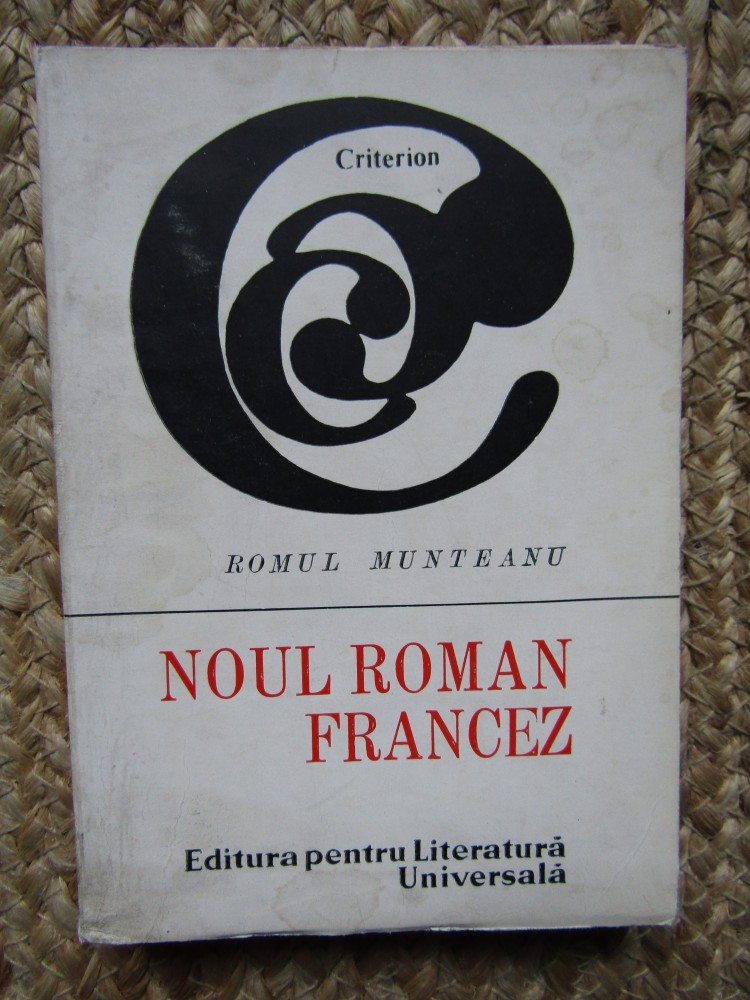 Criterion
ROMUL MUNTEANU
NOUL ROMAN
FRANCEZ
Editura pentru Literatură
Universală